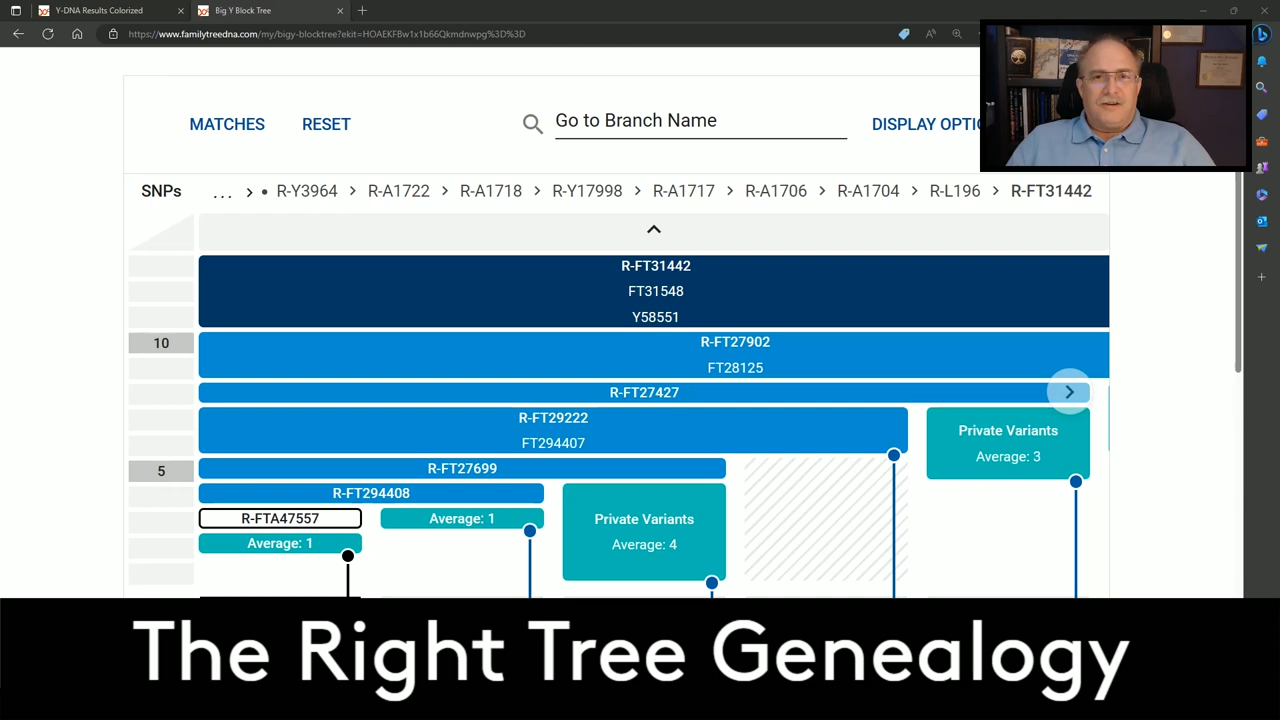 Y-DNA Results Colorized
Big Y Block Tree
https://www.familytreedna.com/my/bigy-blocktree?ekit=HOAEKFBw1x1b66Qkmdnwpg%3D%3D
MATCHES
RESET
Go to Branch Name
DISPLAY OPTIC
SNPs ... > • R-Y3964 > R-A1722 > R-A1718 > R-Y17998 > R-A1717 > R-A1706 > R-A1704 > R-L196 > R-FT31442
R-FT31442
FT31548
Y58551
10
R-FT27902
FT28125
R-FT27427
R-FT29222
FT294407
Private Variants
Average: 3
5
R-FT27699
R-FT294408
R-FTA47557
Average: 1
Average: 1
Private Variants
Average: 4
The Right Tree Genealogy